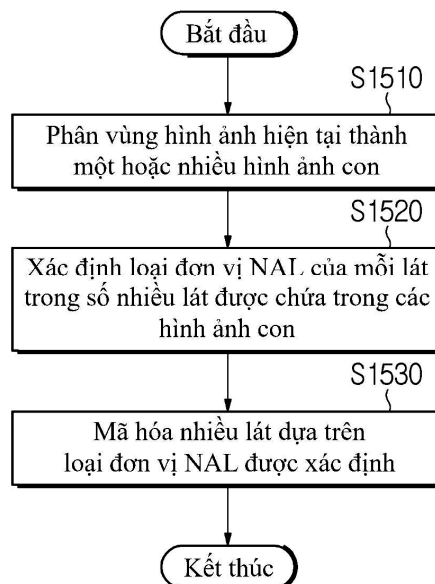 Bắt đầu
S1510
Phân vùng hình ảnh hiện tại thành
một hoặc nhiều hình ảnh con
S1520
Xác định loại đơn vị NAL của mỗi lát
trong số nhiều lát được chứa trong các
hình ảnh con
S1530
Mã hóa nhiều lát dựa trên
loại đơn vị NAL được xác định
Kết thúc